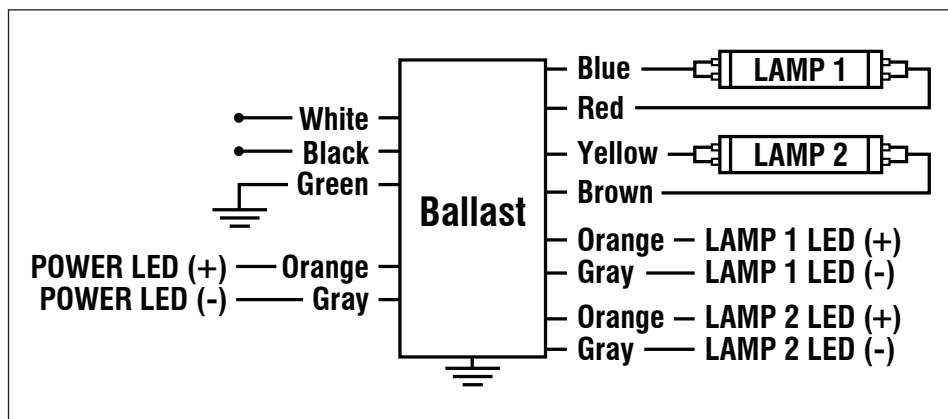 White
Black
Green
POWER LED (+) Orange
POWER LED (-) Gray
Ballast
Blue LAMP 1
Red
Yellow LAMP 2
Brown
Orange LAMP 1 LED (+)
Gray LAMP 1 LED (-)
Orange LAMP 2 LED (+)
Gray LAMP 2 LED (-)